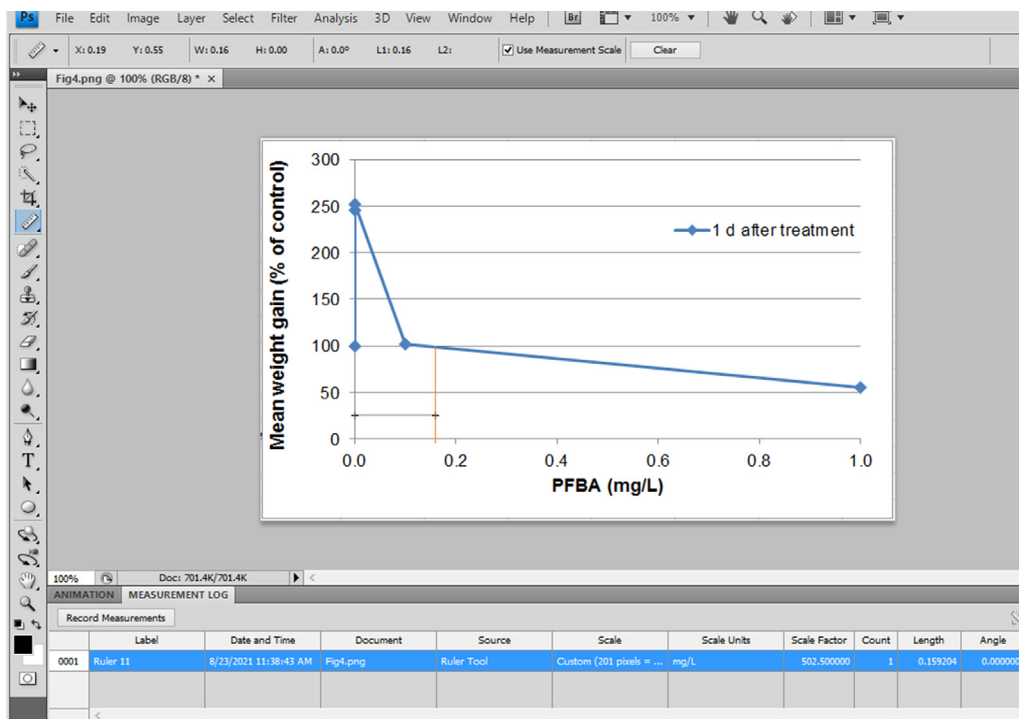 Ps File Edit Image Layer Select Filter Analysis 3D View Window Help Br 100%
X: 0.19 Y: 0.55 W: 0.16 H: 0.00 A: 0.0º L1: 0.16 L2: Use Measurement Scale Clear
Fig4.png @ 100% (RGB/8) * ×
300
250
200
150
100
50
0
Mean weight gain (% of control)
1 d after treatment
0.0 0.2 0.4 0.6 0.8 1.0
PFBA (mg/L)
T
100% Doc: 701.4K/701.4K
ANIMATION MEASUREMENT LOG
Record Measurements
Label Date and Time Document Source Scale Scale Units Scale Factor Count Length Angle
0001 Ruler 11 8/23/2021 11:38:43 AM Fig4.png Ruler Tool Custom (201 pixels = ... mg/L 502.500000 1 0.159204 0.000000